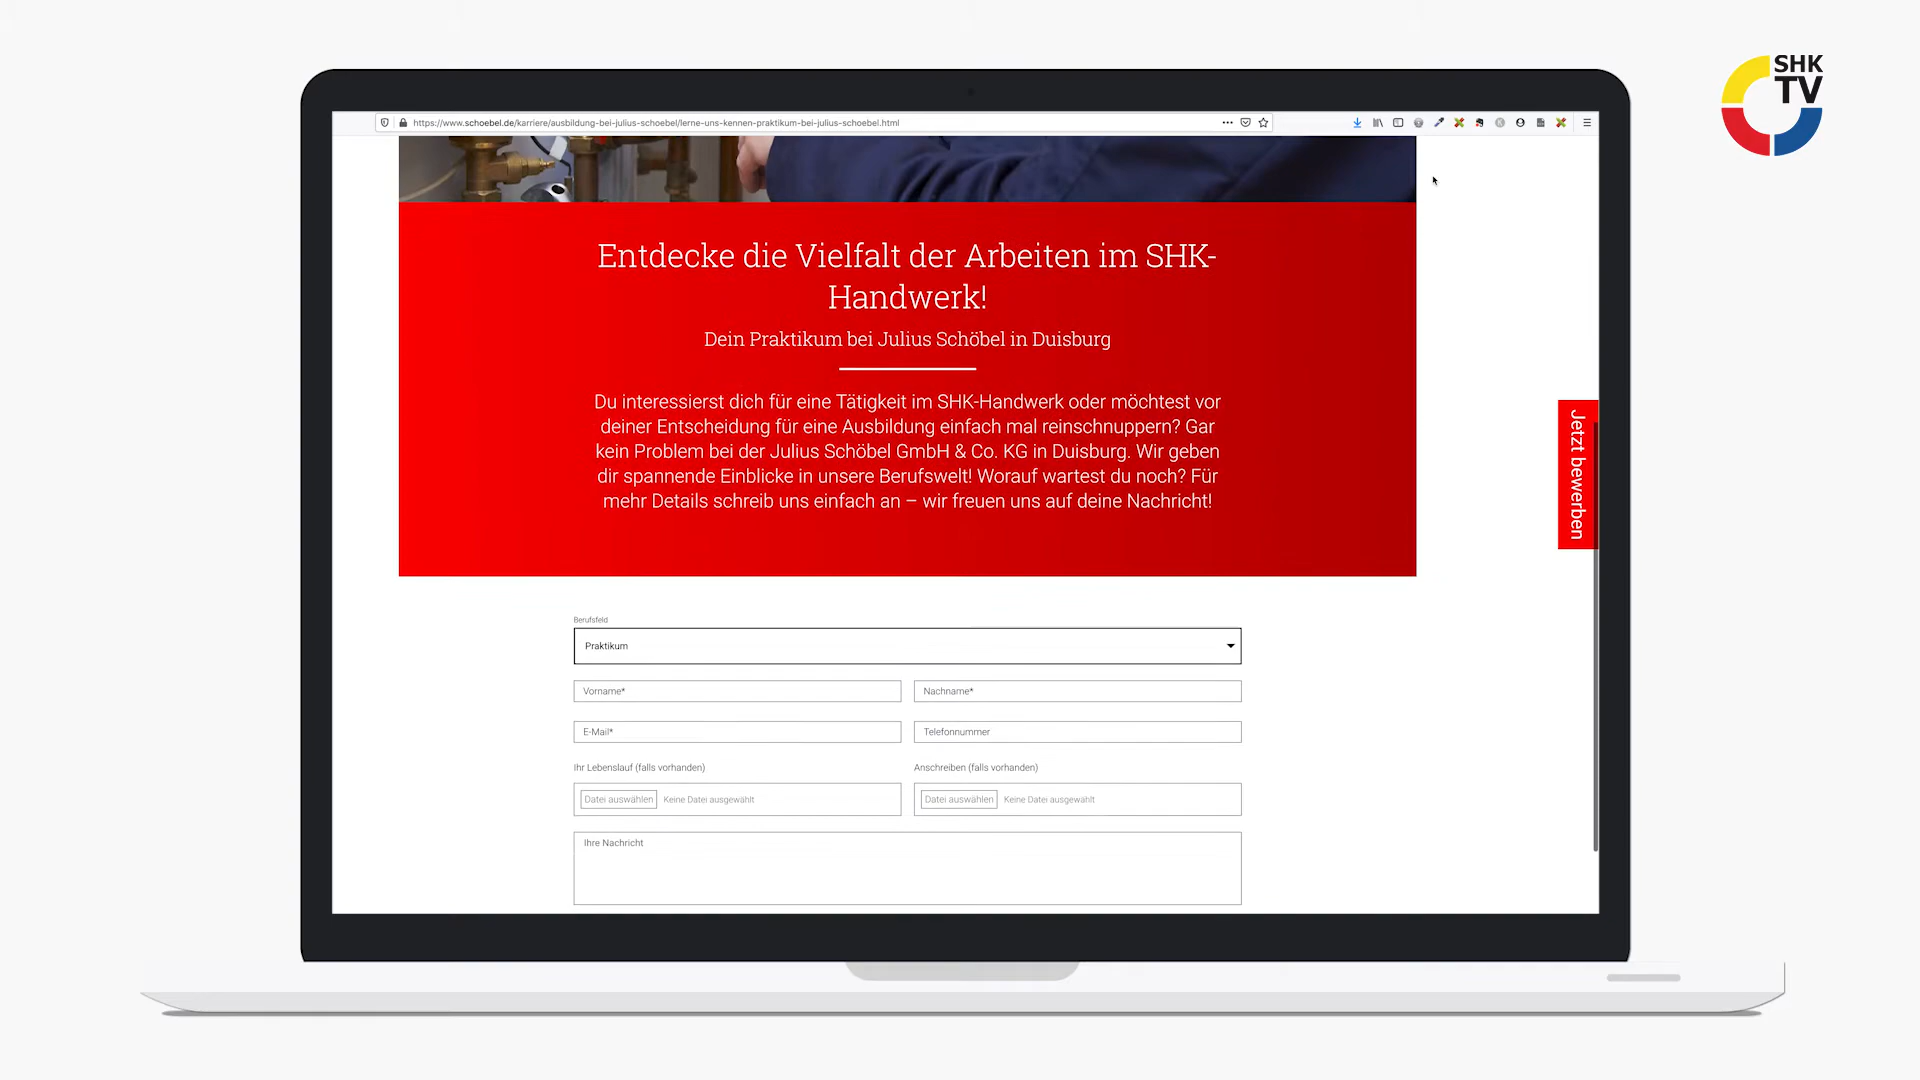 SHK
TV
https://www.schoebel.de/karriere/ausbildung-bei-julius-schoebel/lerne-uns-kennen-praktikum-bei-julius-schoebel.html
Entdecke die Vielfalt der Arbeiten im SHK-
Handwerk!
Dein Praktikum bei Julius Schöbel in Duisburg
Du interessierst dich für eine Tätigkeit im SHK-Handwerk oder möchtest vor
deiner Entscheidung für eine Ausbildung einfach mal reinschnuppern? Gar
kein Problem bei der Julius Schöbel GmbH & Co. KG in Duisburg. Wir geben
dir spannende Einblicke in unsere Berufswelt! Worauf wartest du noch? Für
mehr Details schreib uns einfach an – wir freuen uns auf deine Nachricht!
Jetzt bewerben
Berufsfeld
Praktikum
Vorname*
Nachname*
E-Mail*
Telefonnummer
Ihr Lebenslauf (falls vorhanden)
Anschreiben (falls vorhanden)
Datei auswählen Keine Datei ausgewählt
Datei auswählen Keine Datei ausgewählt
Ihre Nachricht